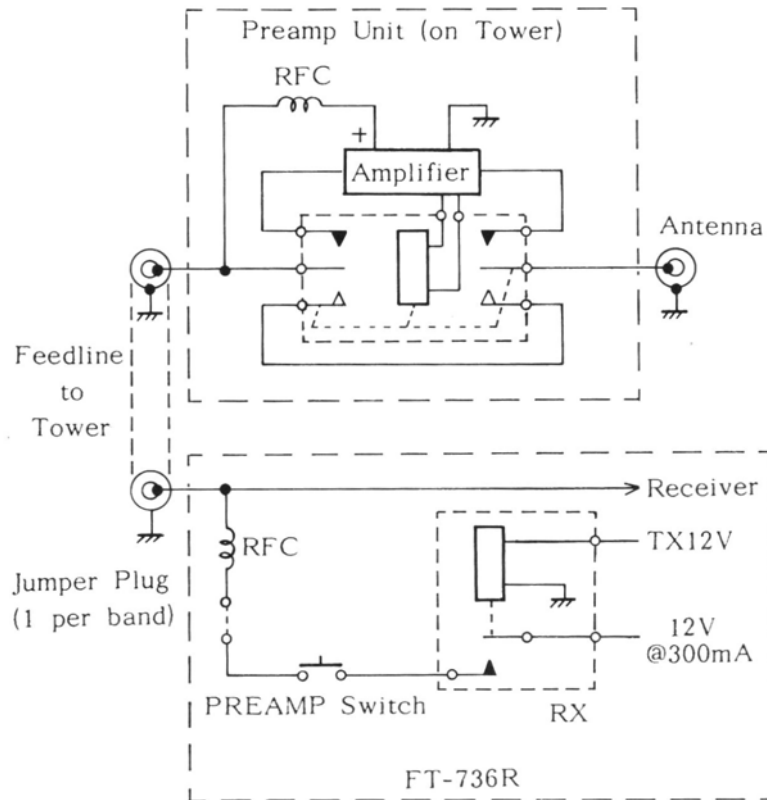 Preamp Unit (on Tower)
RFC
+
Amplifier
Antenna
Feedline
to
Tower
Receiver
RFC
TX12V
Jumper Plug
(1 per band)
12V
@300mA
PREAMP Switch
RX
FT-736R